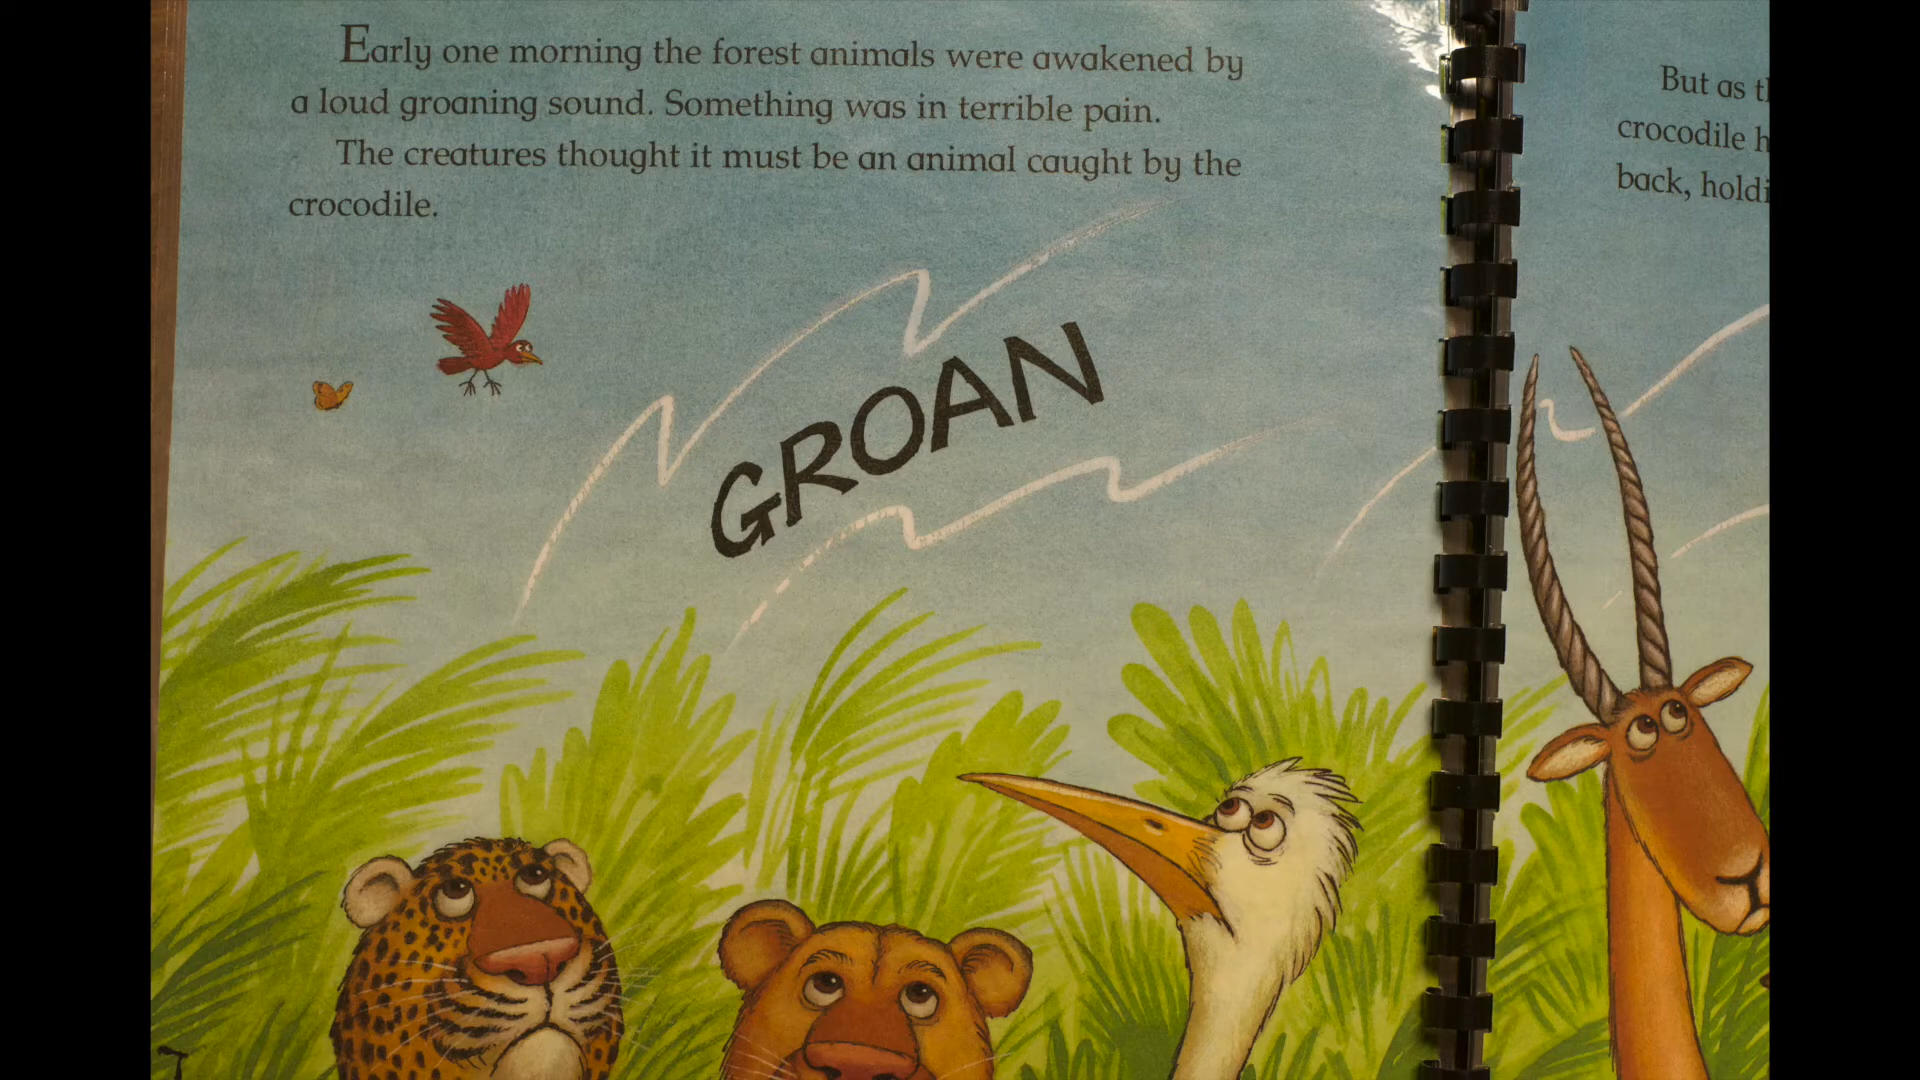 Early one morning the forest animals were awakened by
a loud groaning sound. Something was in terrible pain.
The creatures thought it must be an animal caught by the
crocodile.
GROAN
But as
crocodile
back,